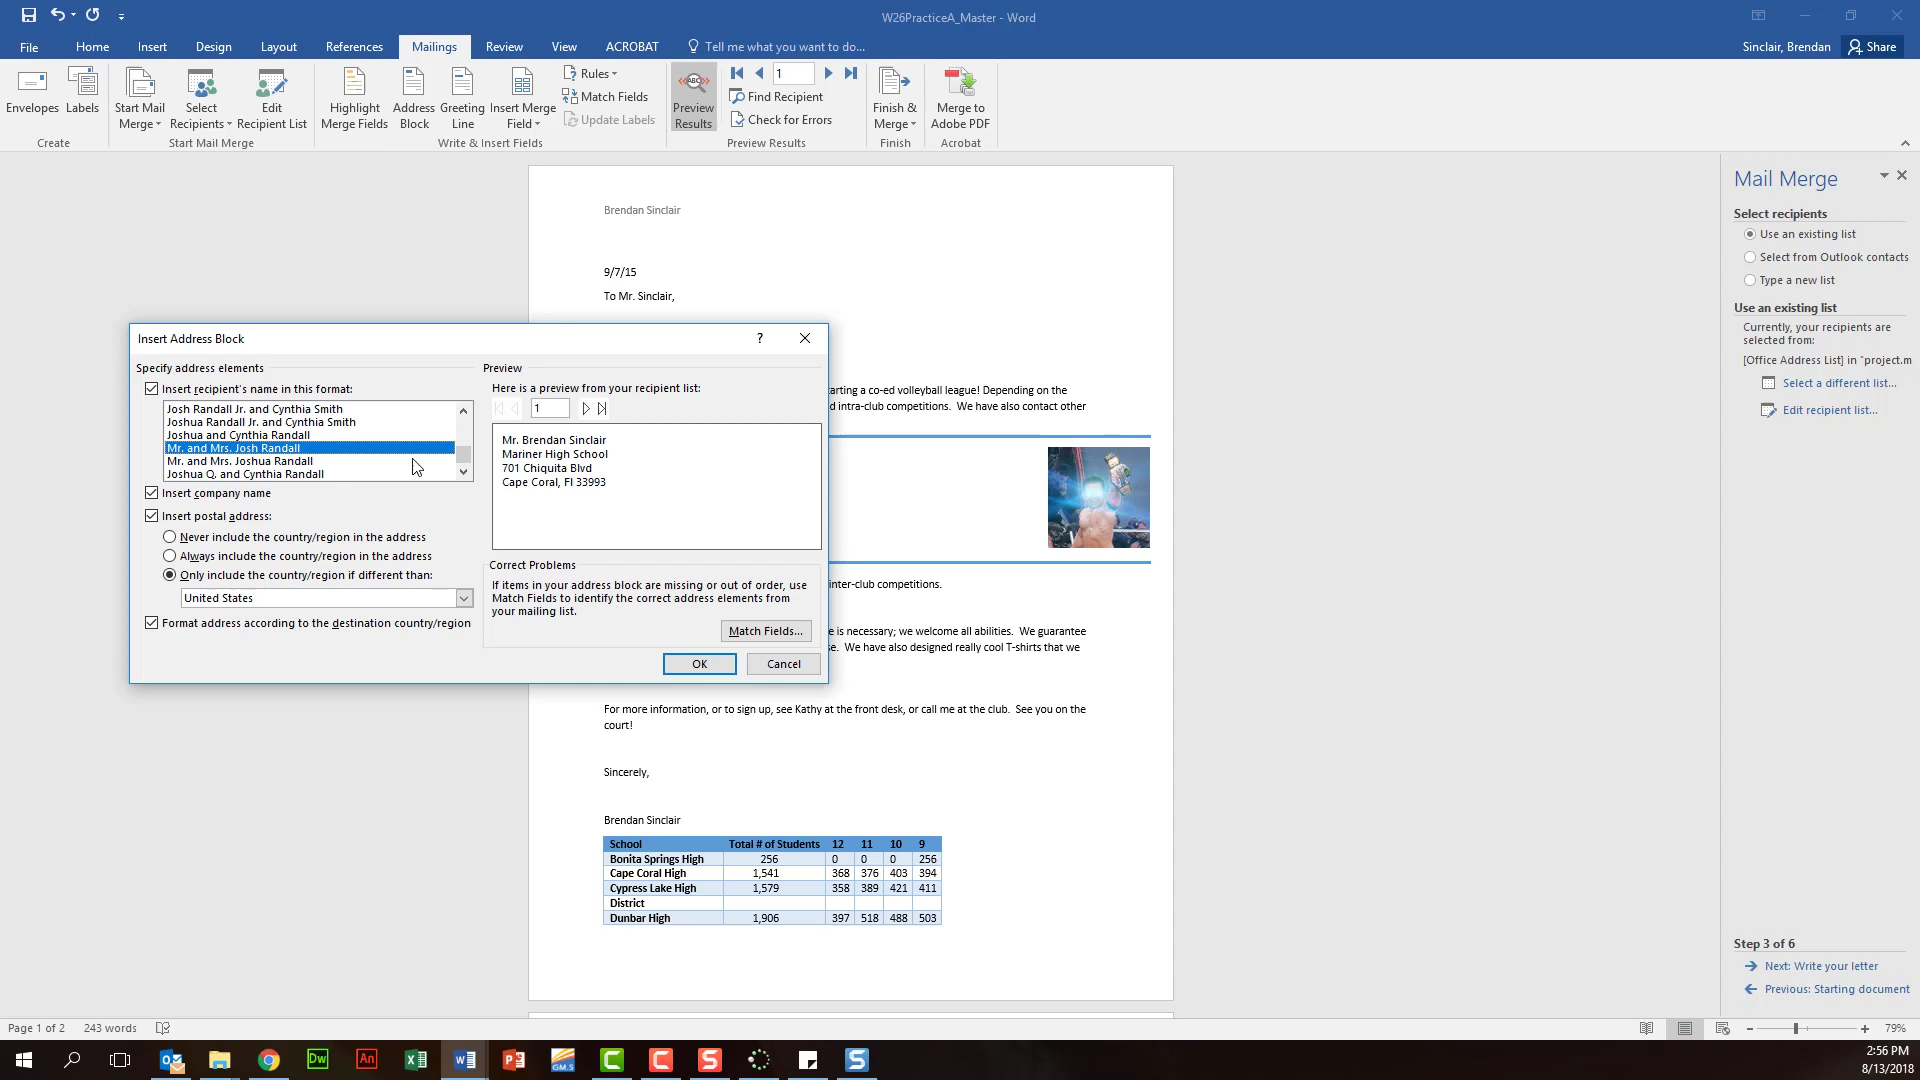 W26PracticeA_Master - Word
File Home Insert Design Layout References Mailings Review View ACROBAT Tell me what you want to do... Sinclair, Brendan Share
Envelopes Labels
Create
Start Mail Merge
Select Recipients
Edit Recipient List
Start Mail Merge
Highlight Merge Fields
Address Block
Greeting Line
Insert Merge Field
Rules
Match Fields
Update Labels
Write & Insert Fields
ABC
Preview Results
1
Find Recipient
Check for Errors
Preview Results
Finish & Merge
Finish
Merge to Adobe PDF
Acrobat
Brendan Sinclair
9/7/15
To Mr. Sinclair,
arting a co-ed volleyball league! Depending on the
d intra-club competitions. We have also contact other
inter-club competitions.
e is necessary; we welcome all abilities. We guarantee
se. We have also designed really cool T-shirts that we
For more information, or to sign up, see Kathy at the front desk, or call me at the club. See you on the
court!
Sincerely,
Brendan Sinclair
School Total # of Students 12 11 10 9
Bonita Springs High 256 0 0 0 256
Cape Coral High 1,541 368 376 403 394
Cypress Lake High 1,579 358 389 421 411
District
Dunbar High 1,906 397 518 488 503
Insert Address Block ?
Specify address elements
Insert recipient's name in this format:
Josh Randall Jr. and Cynthia Smith
Joshua Randall Jr. and Cynthia Smith
Joshua and Cynthia Randall
Mr. and Mrs. Josh Randall
Mr. and Mrs. Joshua Randall
Joshua Q. and Cynthia Randall
Insert company name
Insert postal address:
Never include the country/region in the address
Always include the country/region in the address
Only include the country/region if different than:
United States
Format address according to the destination country/region
Preview
Here is a preview from your recipient list:
1
Mr. Brendan Sinclair
Mariner High School
701 Chiquita Blvd
Cape Coral, Fl 33993
Correct Problems
If items in your address block are missing or out of order, use
Match Fields to identify the correct address elements from
your mailing list.
Match Fields...
OK Cancel
Mail Merge
Select recipients
Use an existing list
Select from Outlook contacts
Type a new list
Use an existing list
Currently, your recipients are
selected from:
[Office Address List] in "project.m
Select a different list...
Edit recipient list...
Step 3 of 6
Next: Write your letter
Previous: Starting document
Page 1 of 2 243 words 79%
Dw An GM.S
2:56 PM
8/13/2018